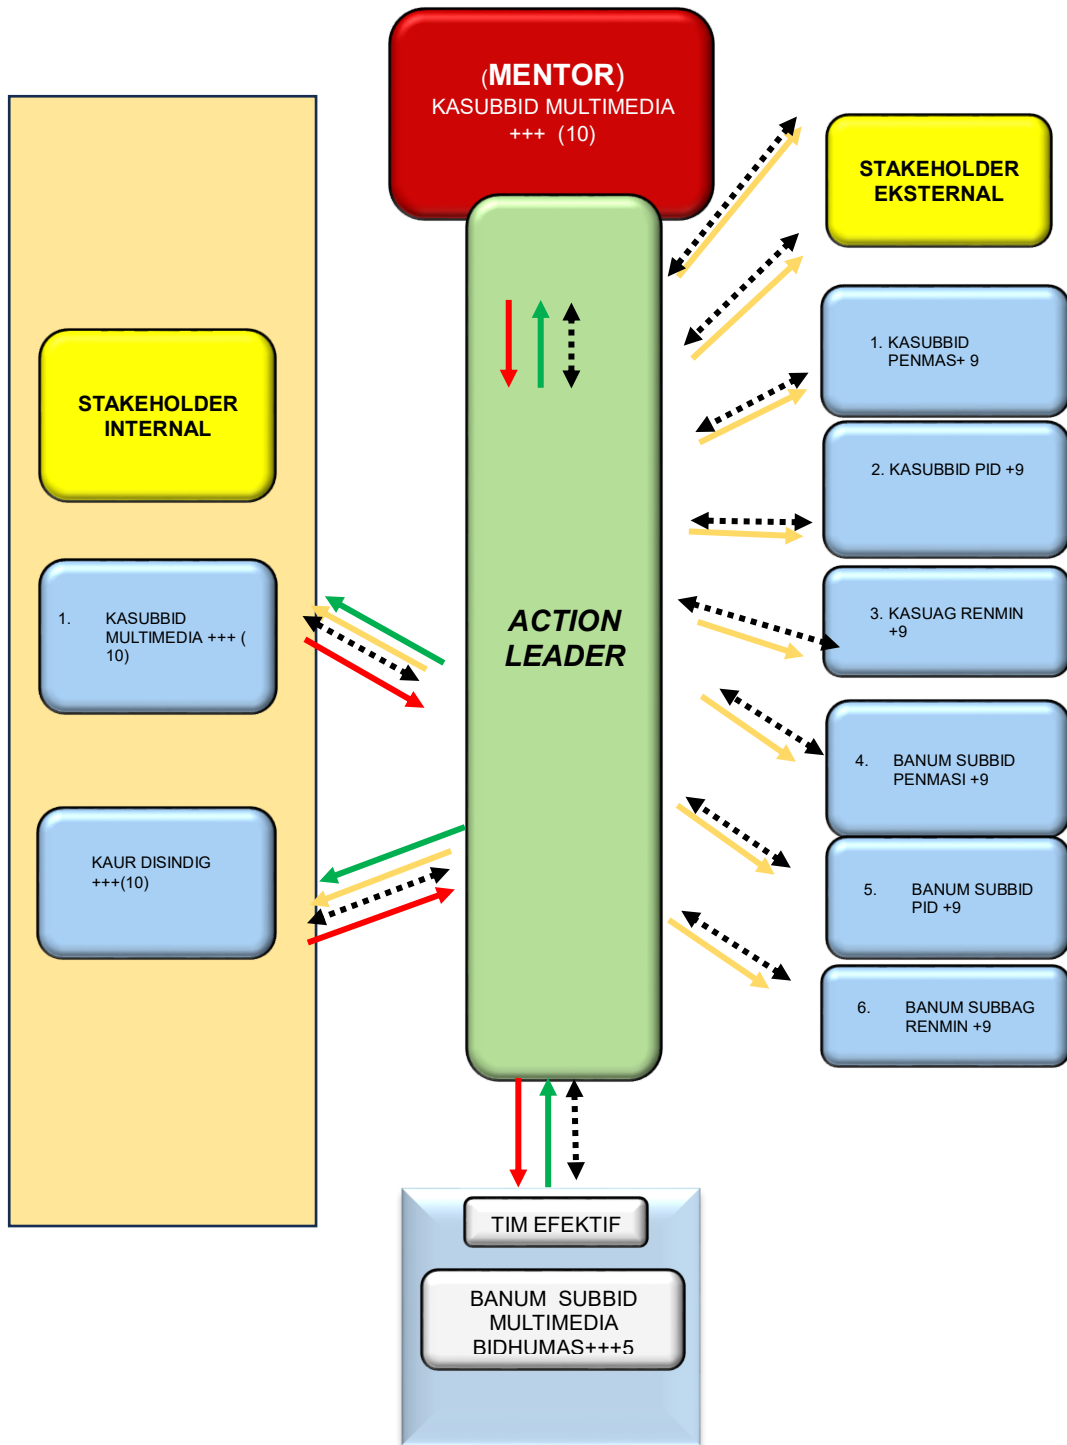 (MENTOR)
KASUBBID MULTIMEDIA
+++ (10)
STAKEHOLDER
EKSTERNAL
1. KASUBBID
PENMAS+ 9
2. KASUBBID PID +9
3. KASUAG RENMIN
+9
4. BANUM SUBBID
PENMASI +9
5. BANUM SUBBID
PID +9
6. BANUM SUBBAG
RENMIN +9
STAKEHOLDER
INTERNAL
1. KASUBBID
MULTIMEDIA +++ (
10)
KAUR DISINDIG
+++(10)
ACTION
LEADER
TIM EFEKTIF
BANUM SUBBID
MULTIMEDIA
BIDHUMAS+++5